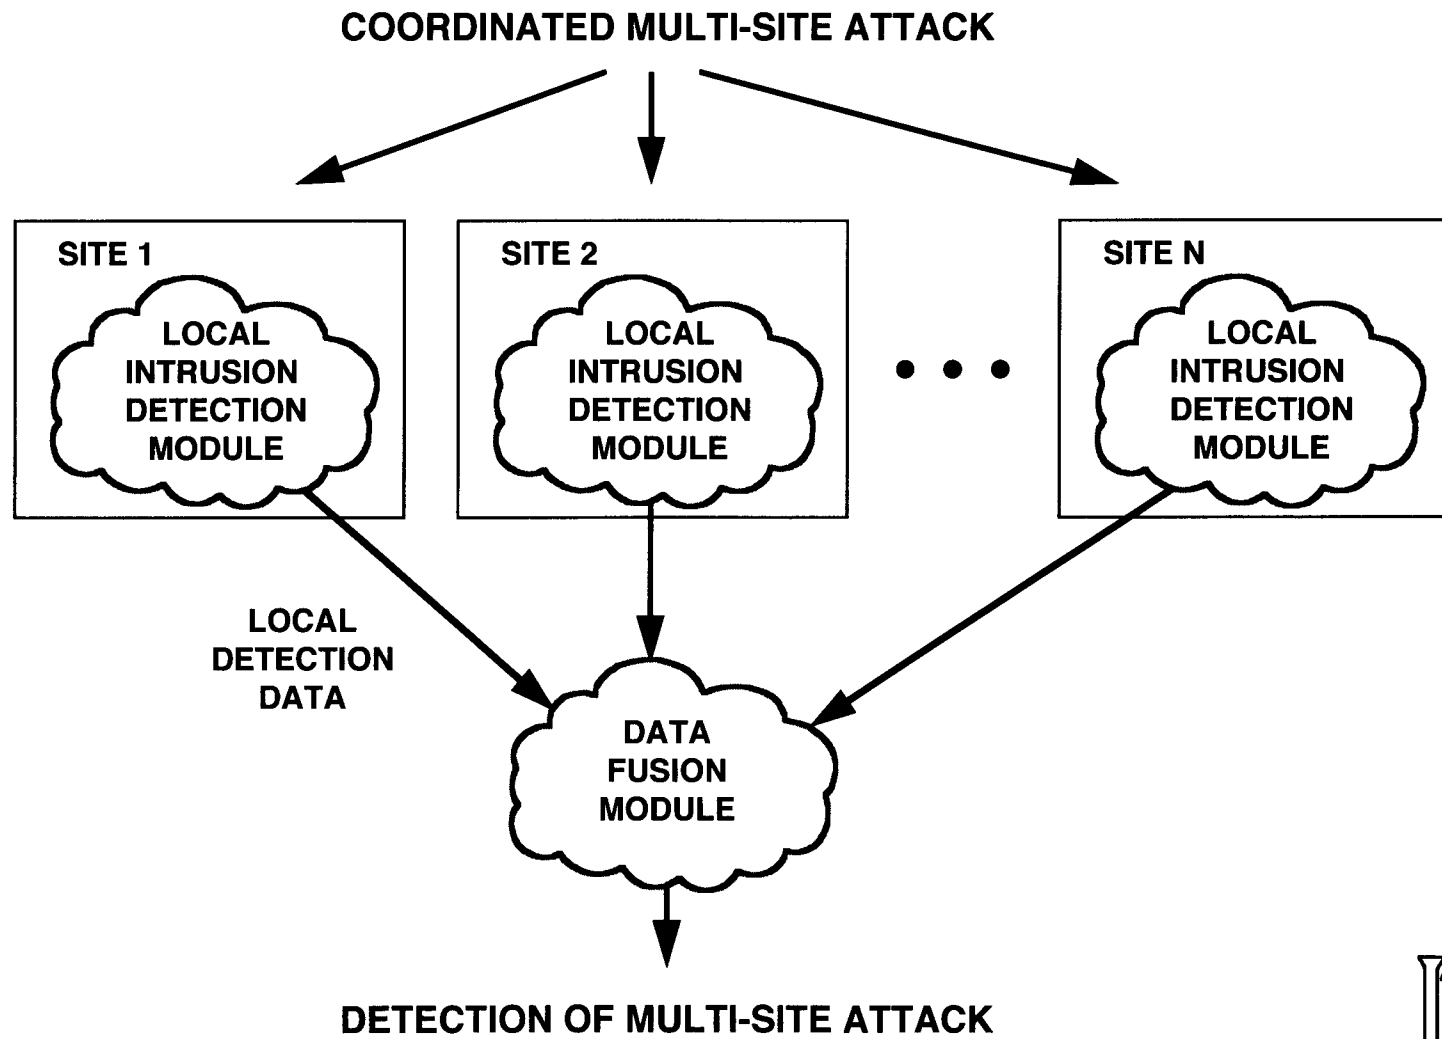 COORDINATED MULTI-SITE ATTACK
SITE 1
LOCAL
INTRUSION
DETECTION
MODULE
SITE 2
LOCAL
INTRUSION
DETECTION
MODULE
SITE N
LOCAL
INTRUSION
DETECTION
MODULE
LOCAL
DETECTION
DATA
DATA
FUSION
MODULE
DETECTION OF MULTI-SITE ATTACK